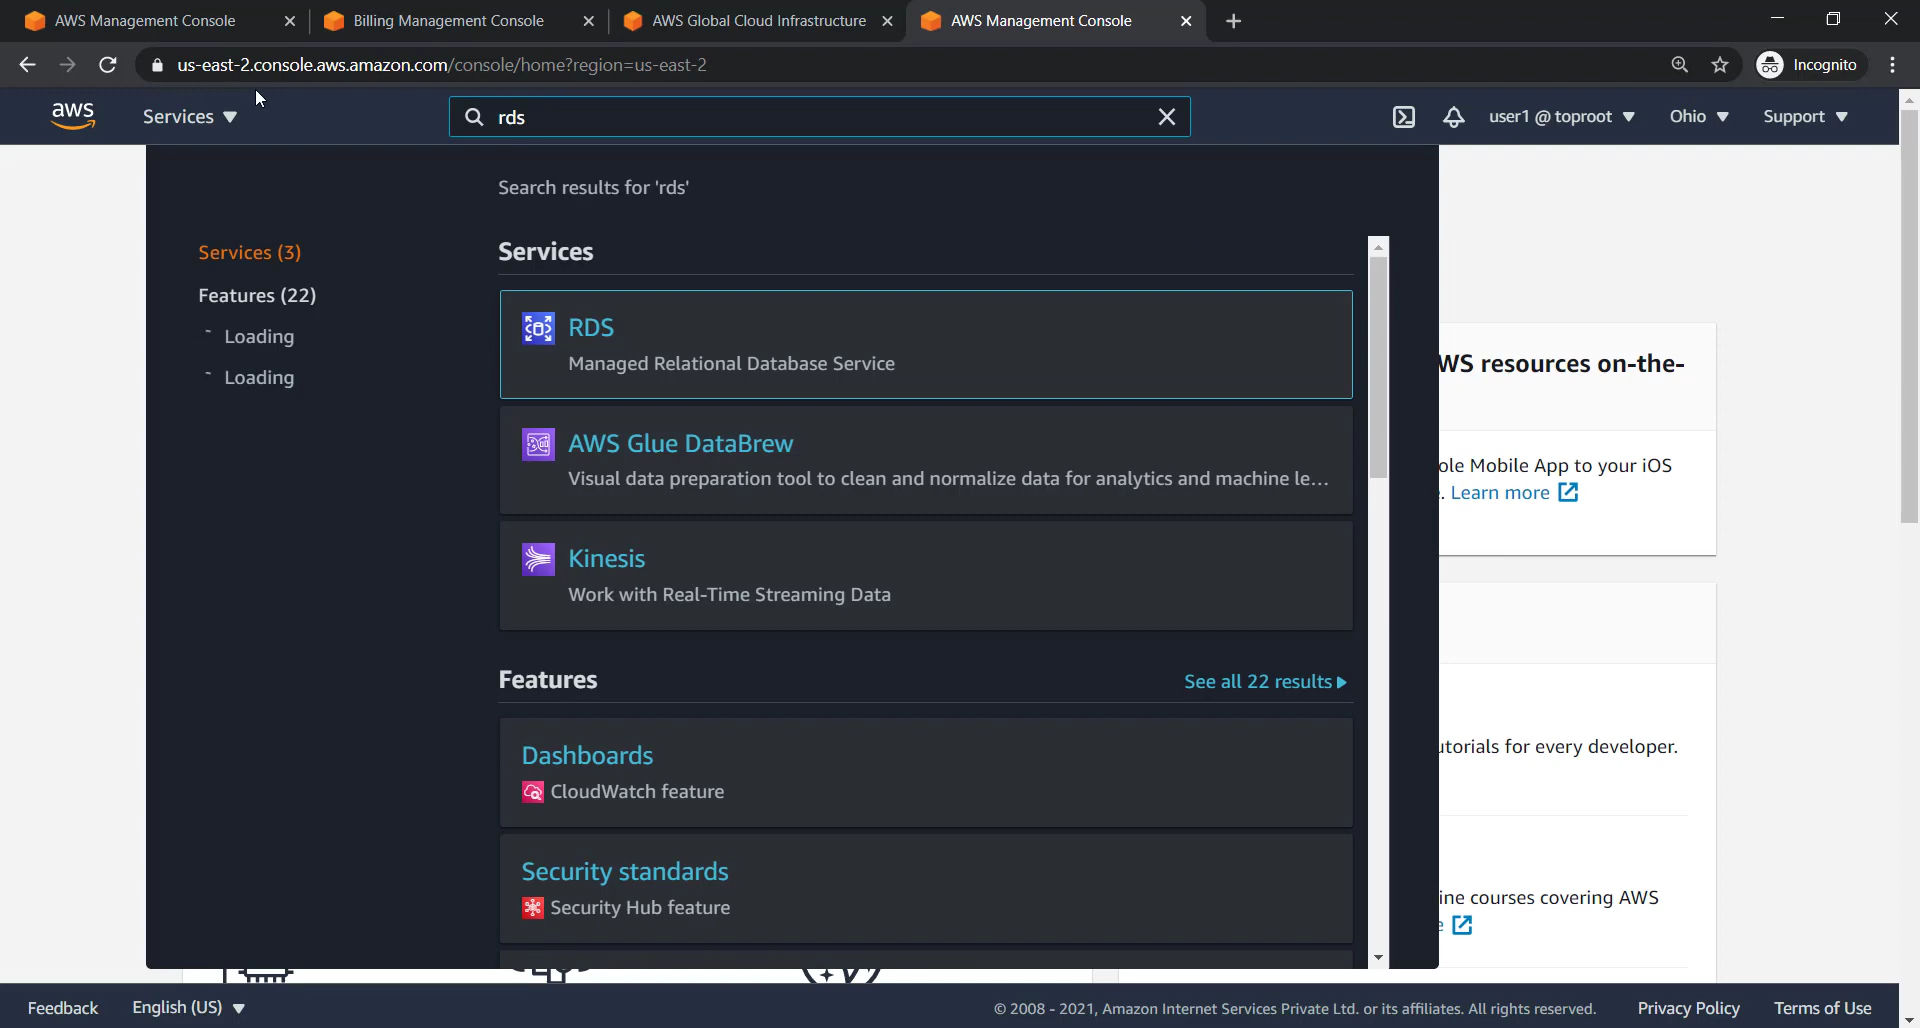 AWS Management Console
Billing Management Console
AWS Global Cloud Infrastructure
AWS Management Console
us-east-2.console.aws.amazon.com/console/home?region=us-east-2
Incognito
aws
Services
rds
user1 @ toproot
Ohio
Support
Search results for 'rds'
Services (3)
Features (22)
Loading
Loading
Services
RDS
Managed Relational Database Service
AWS Glue DataBrew
Visual data preparation tool to clean and normalize data for analytics and machine le...
Kinesis
Work with Real-Time Streaming Data
Features
See all 22 results
Dashboards
CloudWatch feature
Security standards
Security Hub feature
WS resources on-the-
ole Mobile App to your iOS
. Learn more
utorials for every developer.
ine courses covering AWS
e
Feedback
English (US)
© 2008 - 2021, Amazon Internet Services Private Ltd. or its affiliates. All rights reserved.
Privacy Policy
Terms of Use